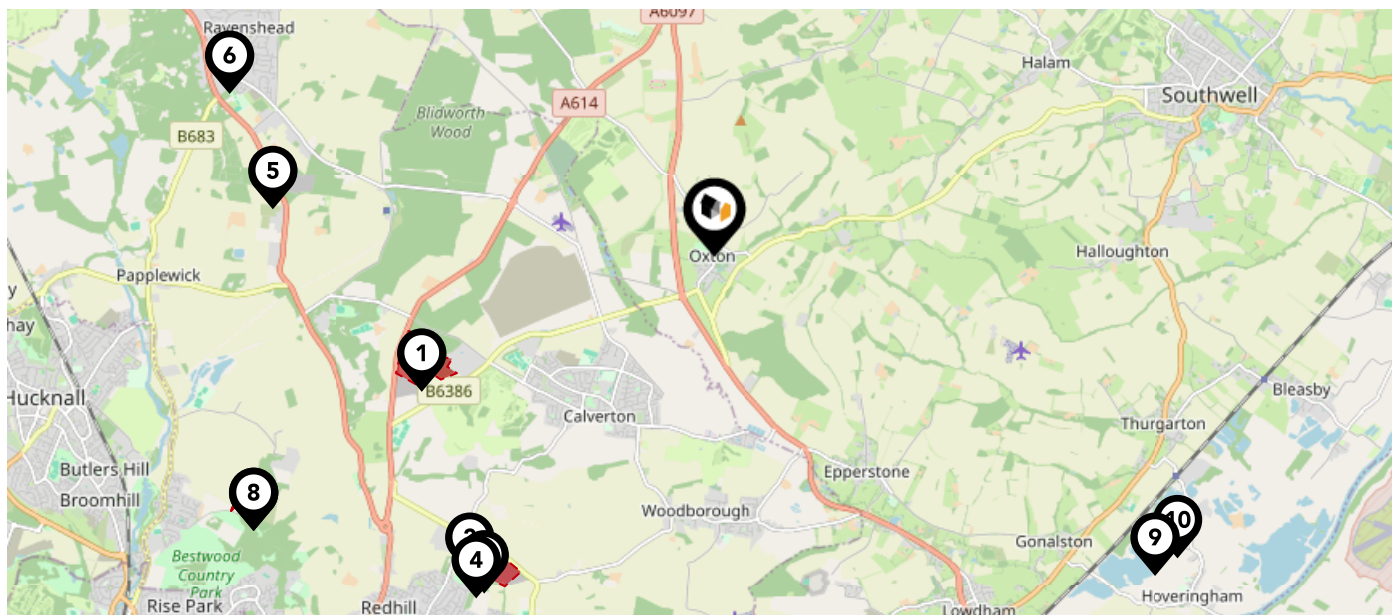 A6097
Ravenshead
6
Halam
Southwell
A614
Blidworth
Wood
B683
5
Oxton
Halloughton
Papplewick
y
hay
1
B6386
Hucknall
Calverton
Bleasby
Thurgarton
Butlers Hill
Broomhill
Epperstone
8
Woodborough
10
9
4
Gonalston
Bestwood
Country
Park
Rise Park
Redhill
Lowdham
Hoveringham